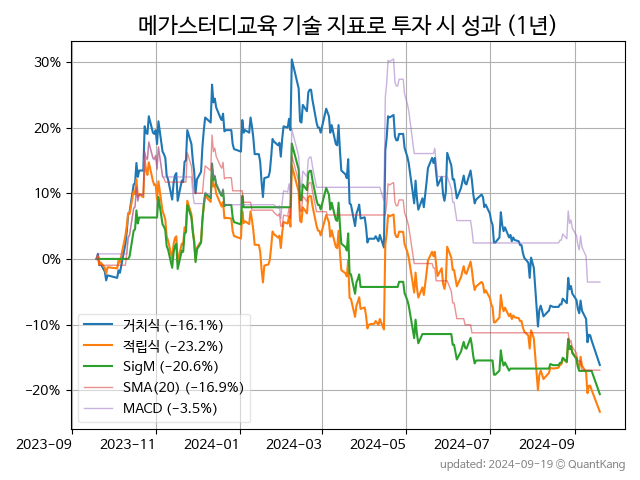 메가스터디교육 기술 지표로 투자 시 성과 (1년)
30%
20%
10%
0%
−10%
−20%
거치식 (−16.1%)
적립식 (−23.2%)
SigM (−20.6%)
SMA(20) (−16.9%)
MACD (−3.5%)
2023-09 2023-11 2024-01 2024-03 2024-05 2024-07 2024-09
updated: 2024-09-19 © QuantKang